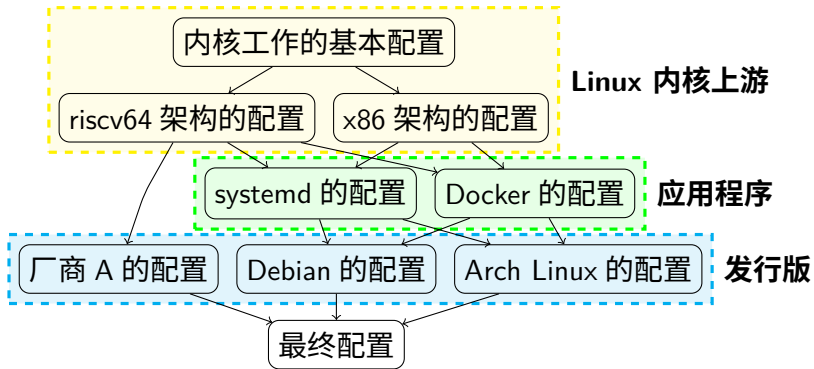 内核工作的基本配置
Linux 内核上游
riscv64 架构的配置
x86 架构的配置
systemd 的配置
Docker 的配置
应用程序
厂商 A 的配置
Debian 的配置
Arch Linux 的配置
发行版
最终配置